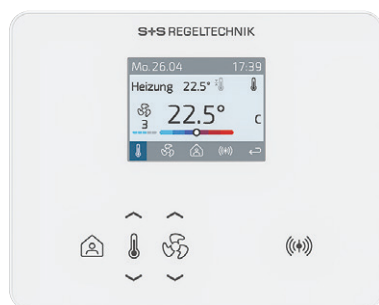 S+S REGELTECHNIK
Mo.26.04 17:39
Heizung 22.5°
22.5° C
3